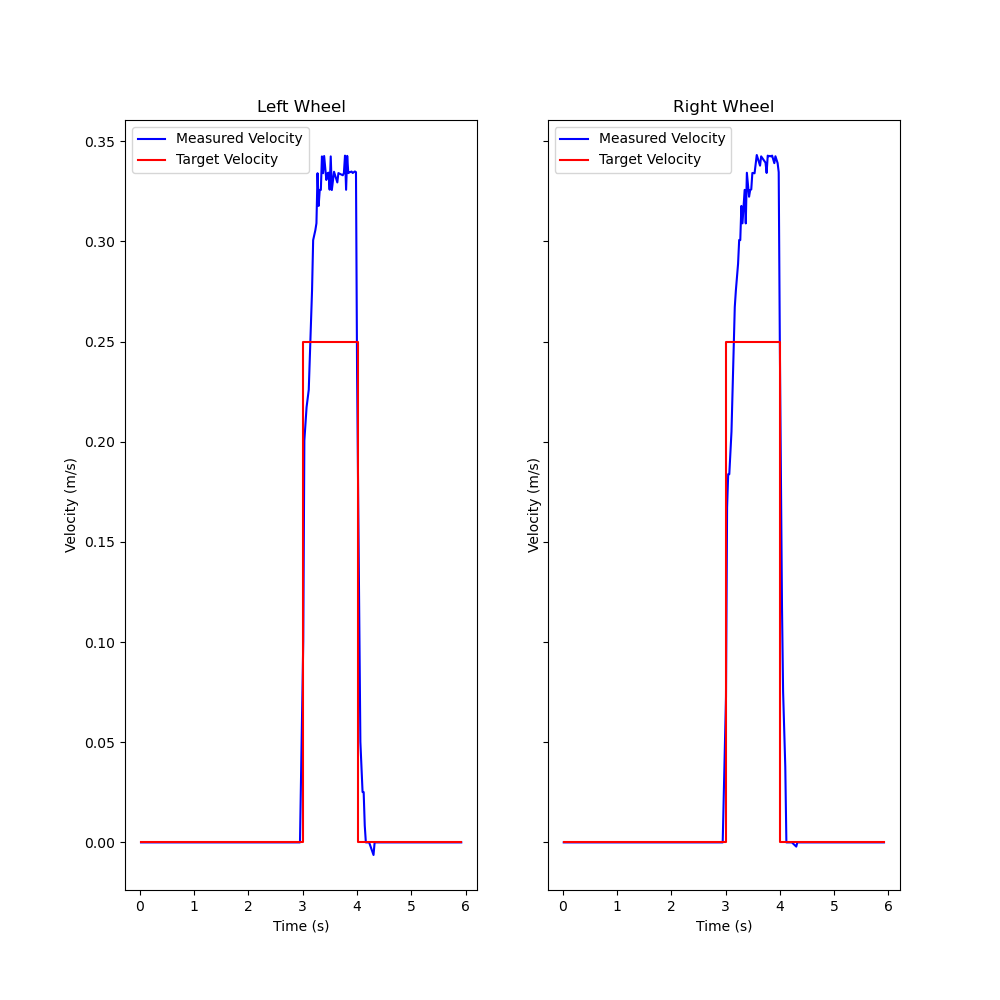 Left Wheel
Measured Velocity
Target Velocity
0.35
0.30
0.25
0.20
0.15
0.10
0.05
0.00
Velocity (m/s)
0 1 2 3 4 5 6
Time (s)
Right Wheel
Measured Velocity
Target Velocity
Velocity (m/s)
0 1 2 3 4 5 6
Time (s)